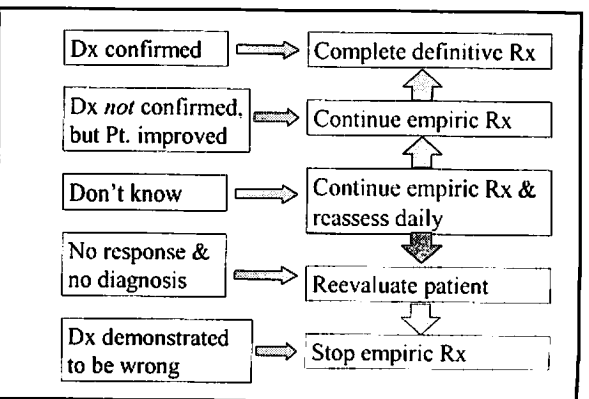 Dx confirmed
Complete definitive Rx
Dx not confirmed,
but Pt. improved
Continue empiric Rx
Don't know
Continue empiric Rx &
reassess daily
No response &
no diagnosis
Reevaluate patient
Dx demonstrated
to be wrong
Stop empiric Rx